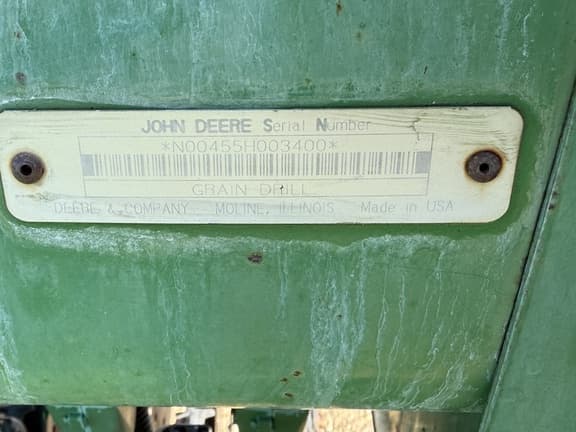 JOHN DEERE Serial Number
*N00455H003400*
GRAIN DRILL
DEERE & COMPANY MOLINE, ILLINOIS Made in USA